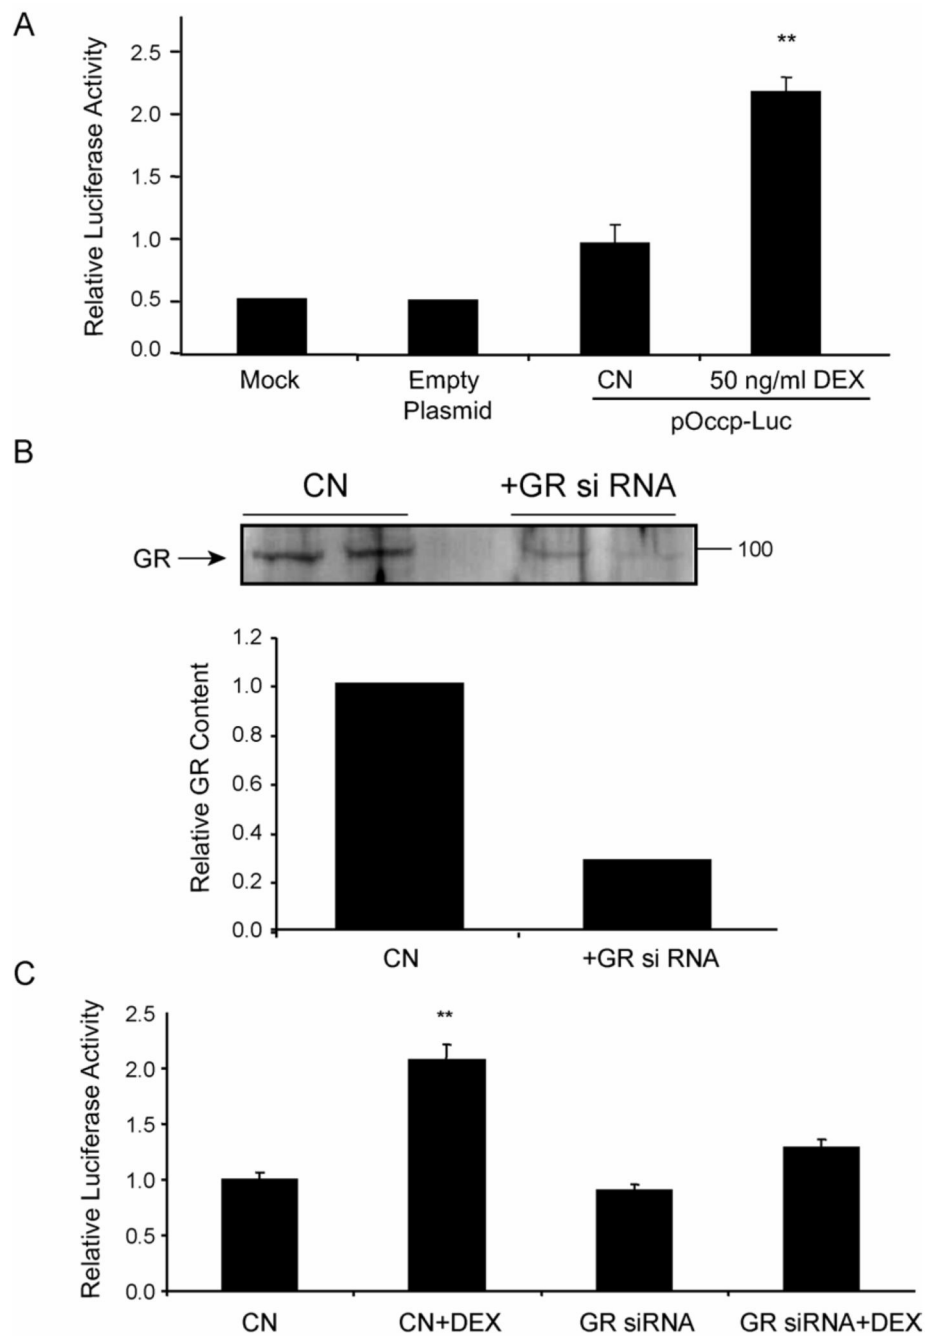 A
Relative Luciferase Activity
2.5
2.0
1.5
1.0
0.5
0.0
**
Mock
Empty
Plasmid
CN
50 ng/ml DEX
pOccp-Luc
B
CN
+GR si RNA
GR
100
Relative GR Content
1.2
1.0
0.8
0.6
0.4
0.2
0.0
CN
+GR si RNA
C
Relative Luciferase Activity
2.5
2.0
1.5
1.0
0.5
0.0
**
CN
CN+DEX
GR siRNA
GR siRNA+DEX